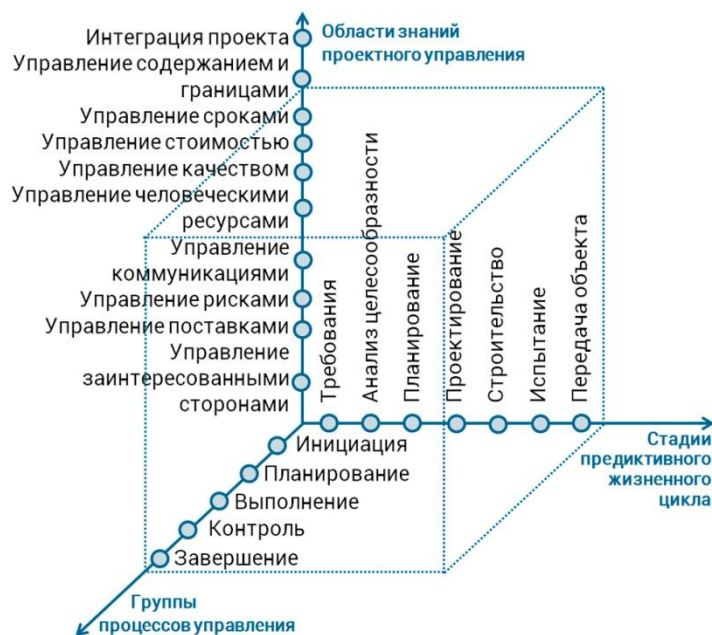 Области знаний
проектного управления
Интеграция проекта
Управление содержанием и
границами
Управление сроками
Управление стоимостью
Управление качеством
Управление человеческими
ресурсами
Управление
коммуникациями
Управление рисками
Управление поставками
Управление
заинтересованными
сторонами
Требования
Анализ целесообразности
Планирование
Проектирование
Строительство
Испытание
Передача объекта
Стадии
предиктивного
жизненного
цикла
Инициация
Планирование
Выполнение
Контроль
Завершение
Группы
процессов управления